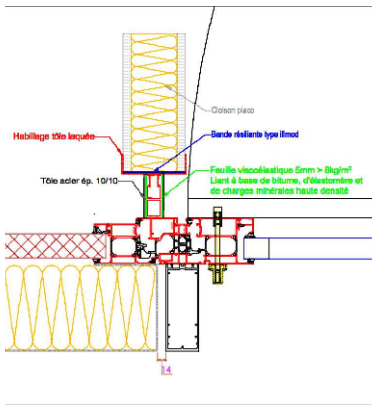 Cloison placo
Habillage tôle laquée
Bande résiliante type illmod
Tôle acier ép. 10/10
Feuille viscoélastique 5mm > 8kg/m²
Liant à base de bitume, d'élastomère et
de charges minérales haute densité
14